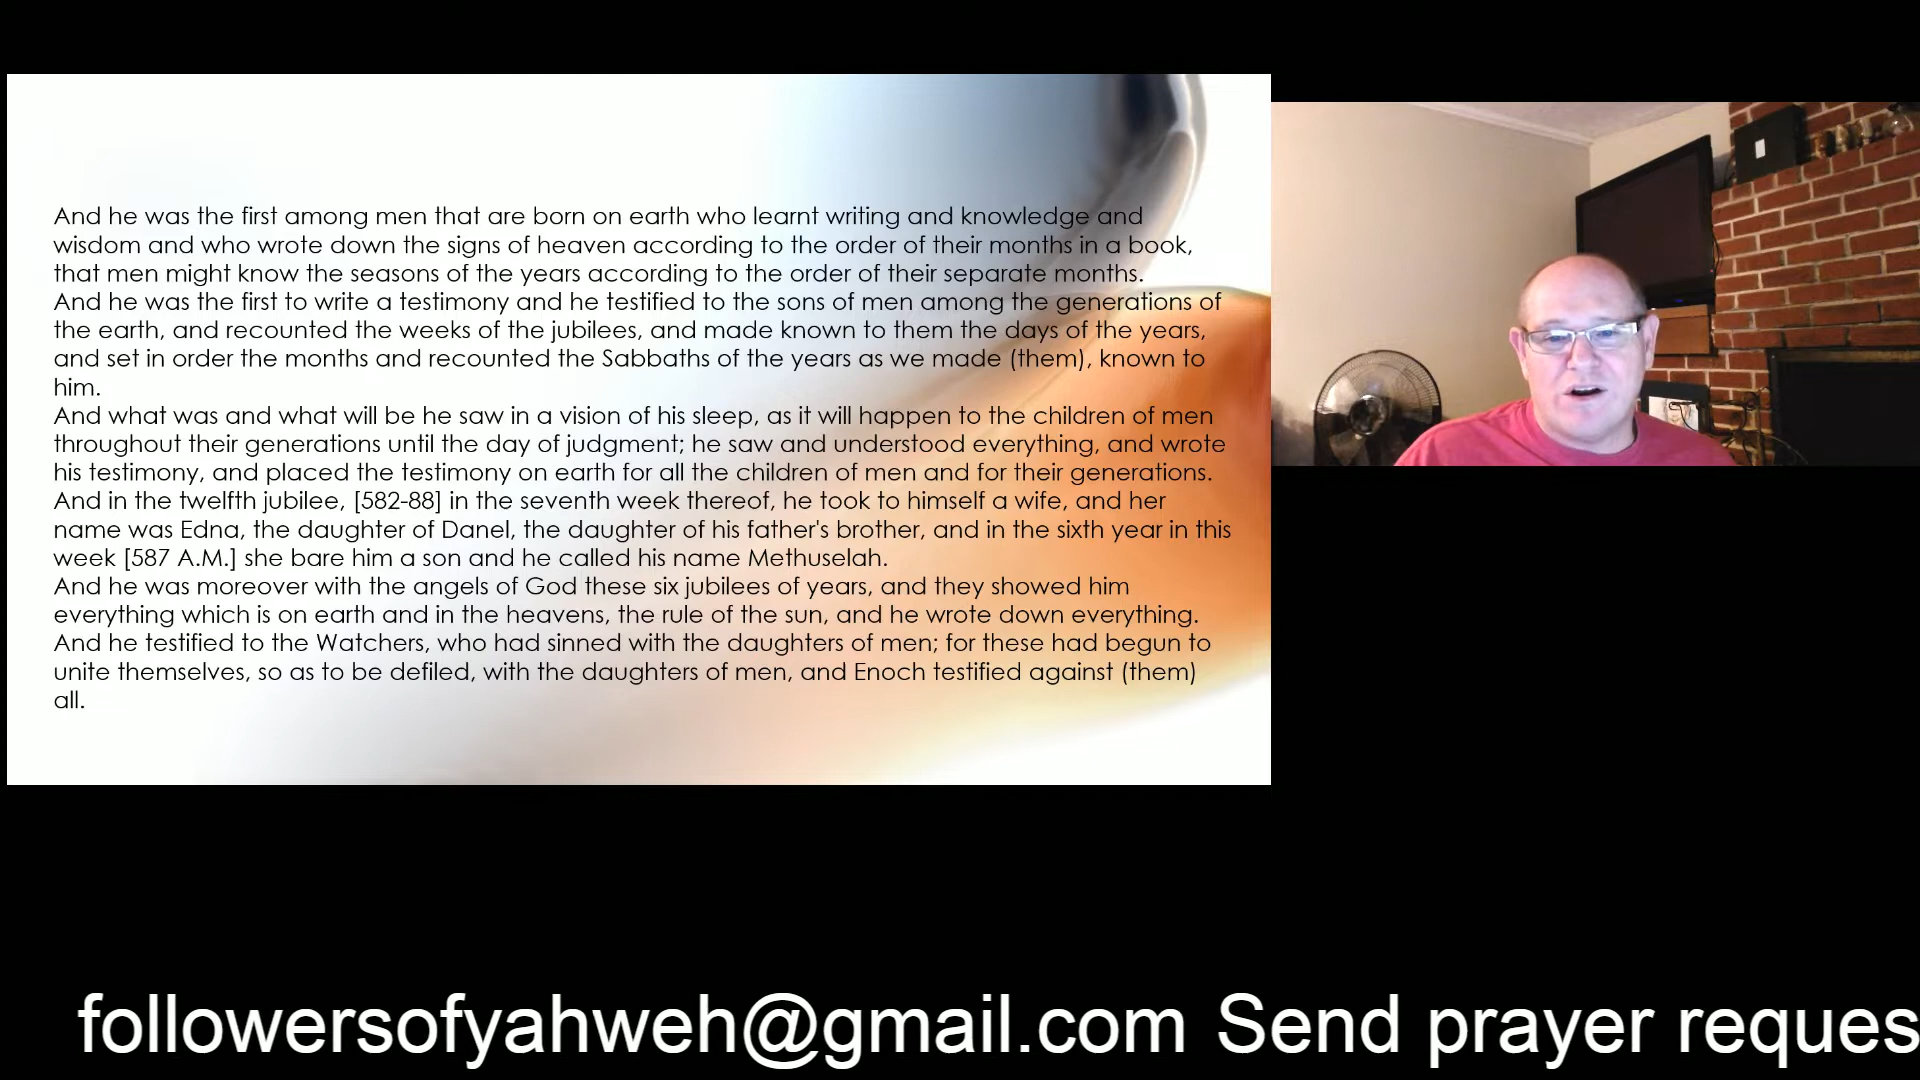 And he was the first among men that are born on earth who learnt writing and knowledge and
wisdom and who wrote down the signs of heaven according to the order of their months in a book,
that men might know the seasons of the years according to the order of their separate months.
And he was the first to write a testimony and he testified to the sons of men among the generations of
the earth, and recounted the weeks of the jubilees, and made known to them the days of the years,
and set in order the months and recounted the Sabbaths of the years as we made (them), known to
him.
And what was and what will be he saw in a vision of his sleep, as it will happen to the children of men
throughout their generations until the day of judgment; he saw and understood everything, and wrote
his testimony, and placed the testimony on earth for all the children of men and for their generations.
And in the twelfth jubilee, [582-88] in the seventh week thereof, he took to himself a wife, and her
name was Edna, the daughter of Danel, the daughter of his father's brother, and in the sixth year in this
week [587 A.M.] she bare him a son and he called his name Methuselah.
And he was moreover with the angels of God these six jubilees of years, and they showed him
everything which is on earth and in the heavens, the rule of the sun, and he wrote down everything.
And he testified to the Watchers, who had sinned with the daughters of men; for these had begun to
unite themselves, so as to be defiled, with the daughters of men, and Enoch testified against (them)
all.
followersofyahweh@gmail.com Send prayer reques